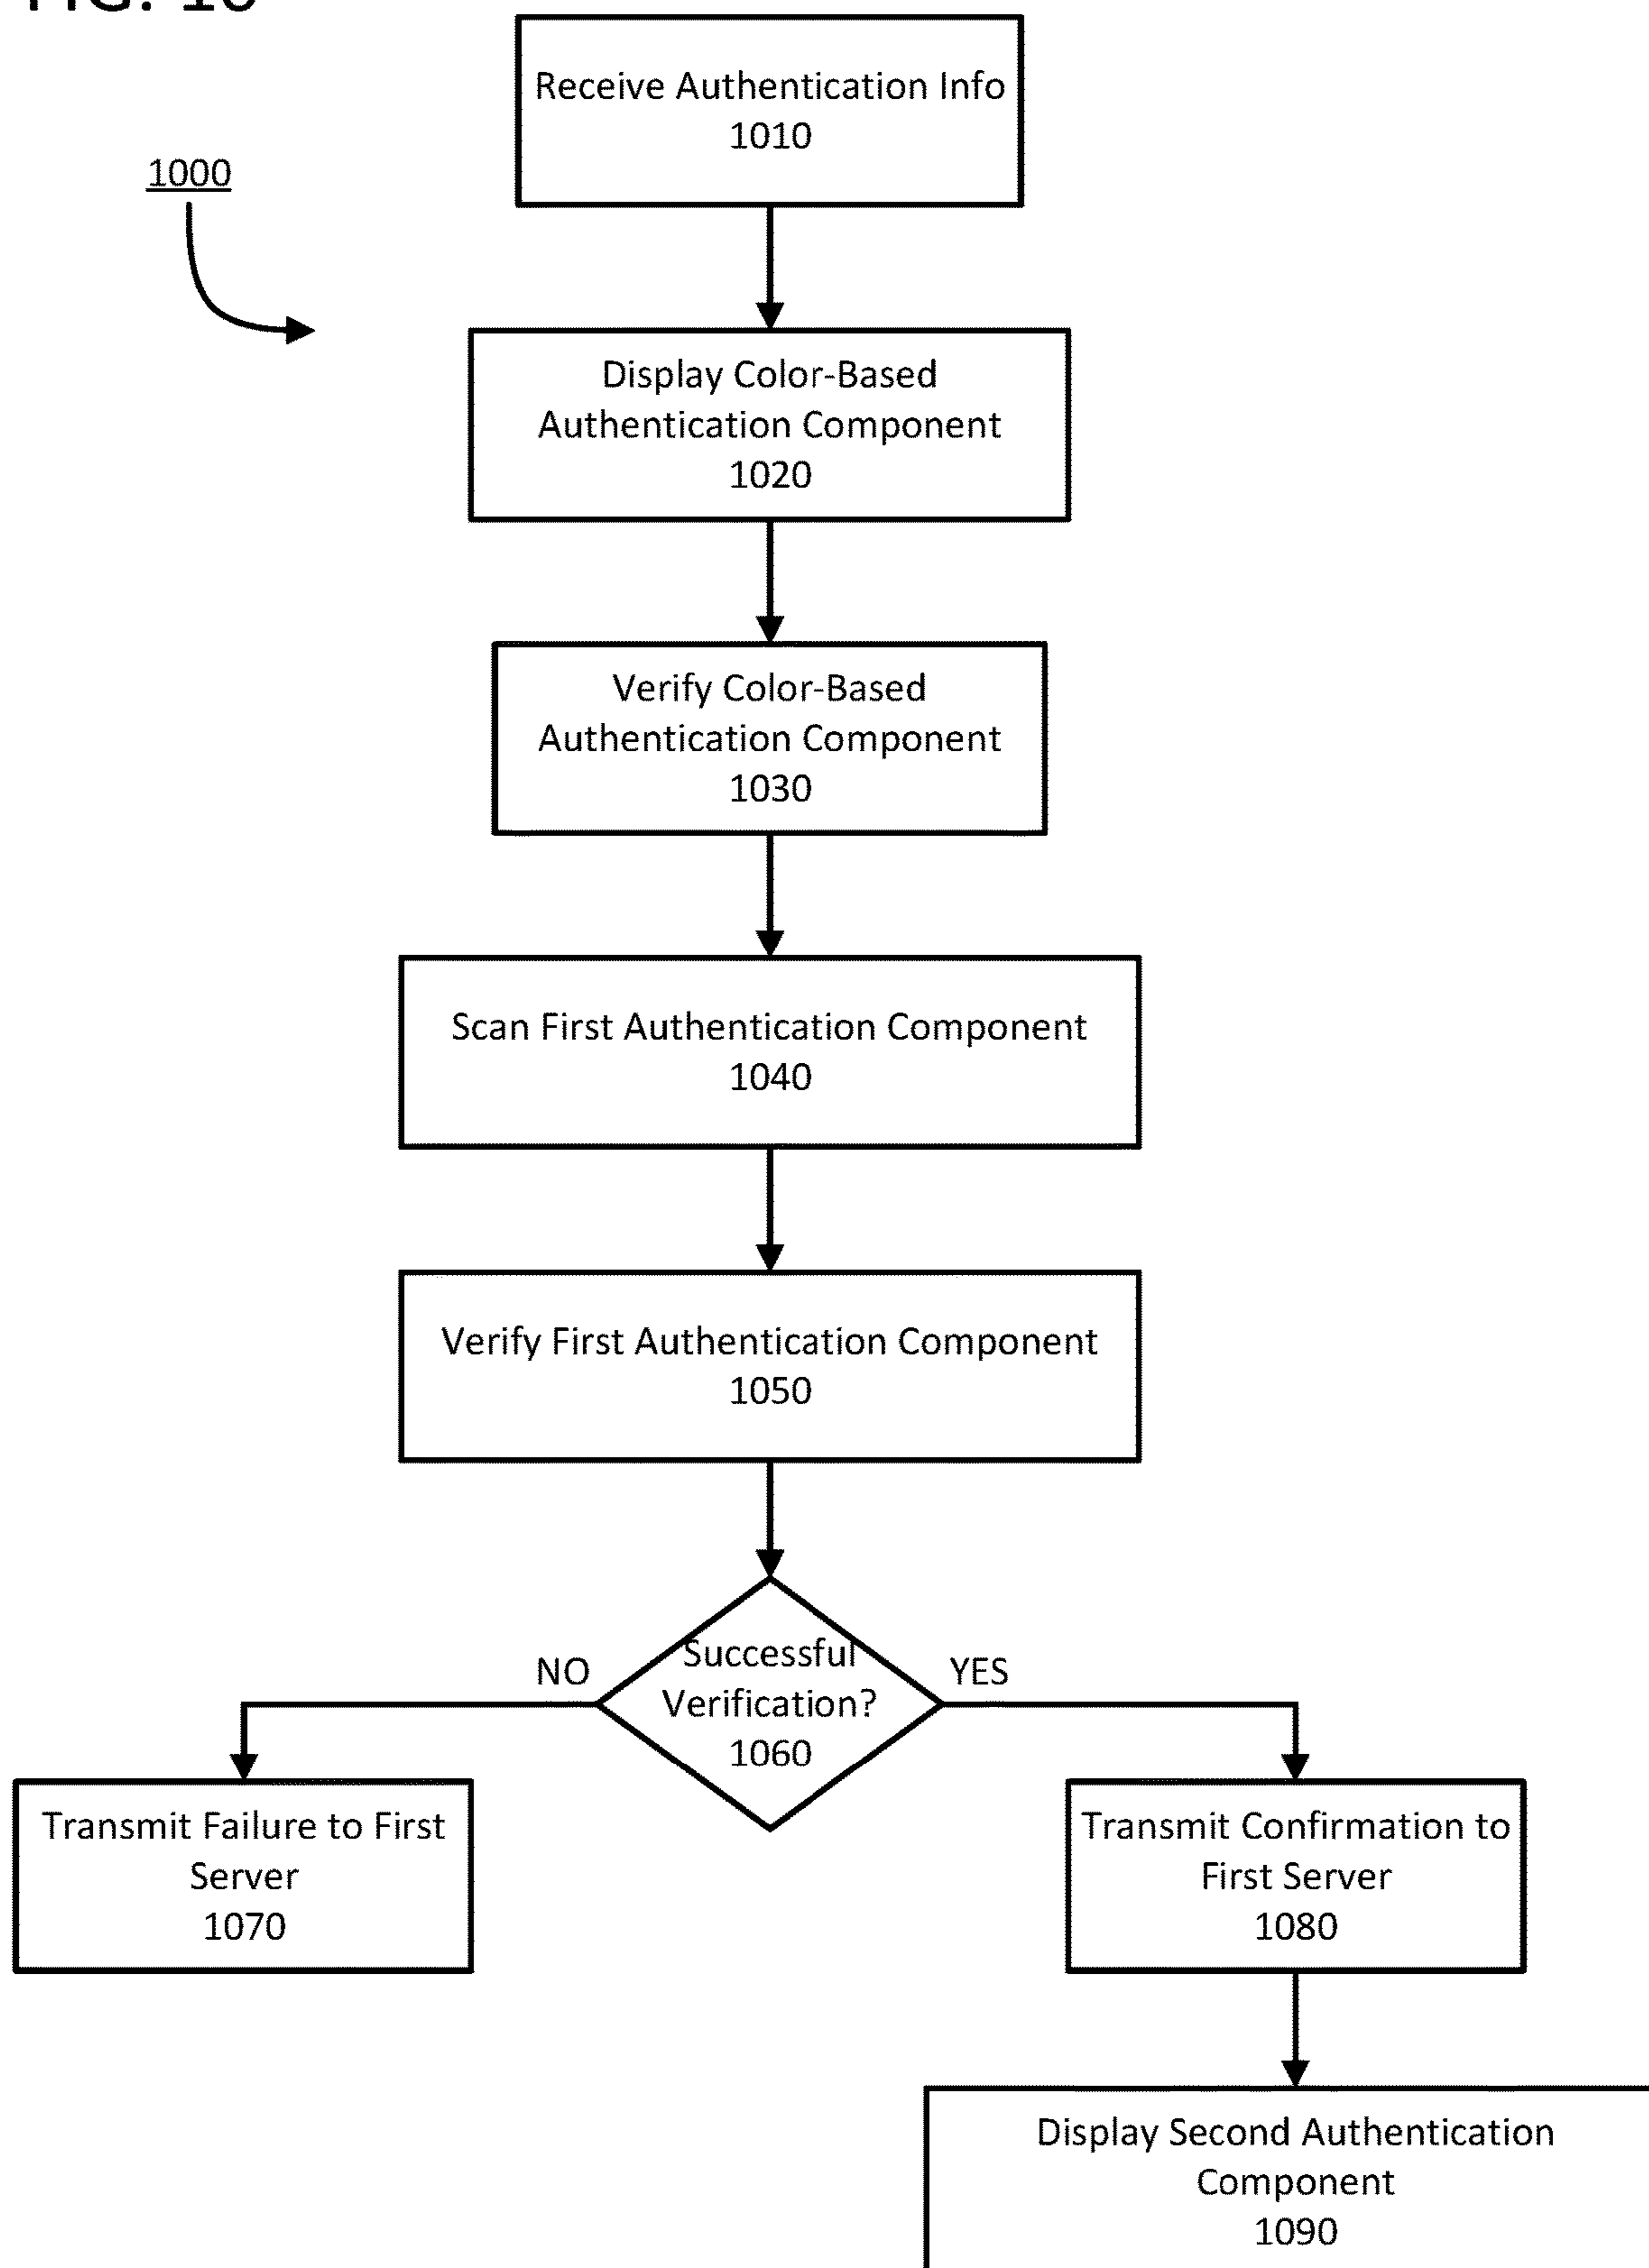 FIG. 10
Receive Authentication Info
1010
1000
Display Color-Based
Authentication Component
1020
Verify Color-Based
Authentication Component
1030
Scan First Authentication Component
1040
Verify First Authentication Component
1050
Successful
Verification?
1060
NO
YES
Transmit Failure to First
Server
1070
Transmit Confirmation to
First Server
1080
Display Second Authentication
Component
1090